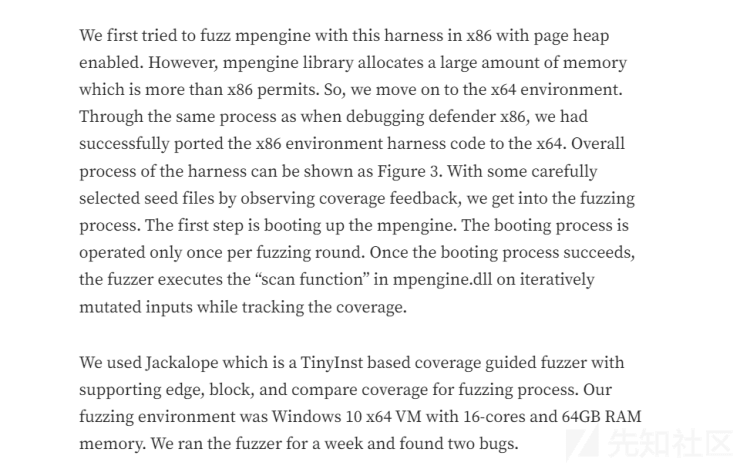 We first tried to fuzz mpengine with this harness in x86 with page heap
enabled. However, mpengine library allocates a large amount of memory
which is more than x86 permits. So, we move on to the x64 environment.
Through the same process as when debugging defender x86, we had
successfully ported the x86 environment harness code to the x64. Overall
process of the harness can be shown as Figure 3. With some carefully
selected seed files by observing coverage feedback, we get into the fuzzing
process. The first step is booting up the mpengine. The booting process is
operated only once per fuzzing round. Once the booting process succeeds,
the fuzzer executes the “scan function” in mpengine.dll on iteratively
mutated inputs while tracking the coverage.
We used Jackalope which is a TinyInst based coverage guided fuzzer with
supporting edge, block, and compare coverage for fuzzing process. Our
fuzzing environment was Windows 10 x64 VM with 16-cores and 64GB RAM
memory. We ran the fuzzer for a week and found two bugs.
先知社区